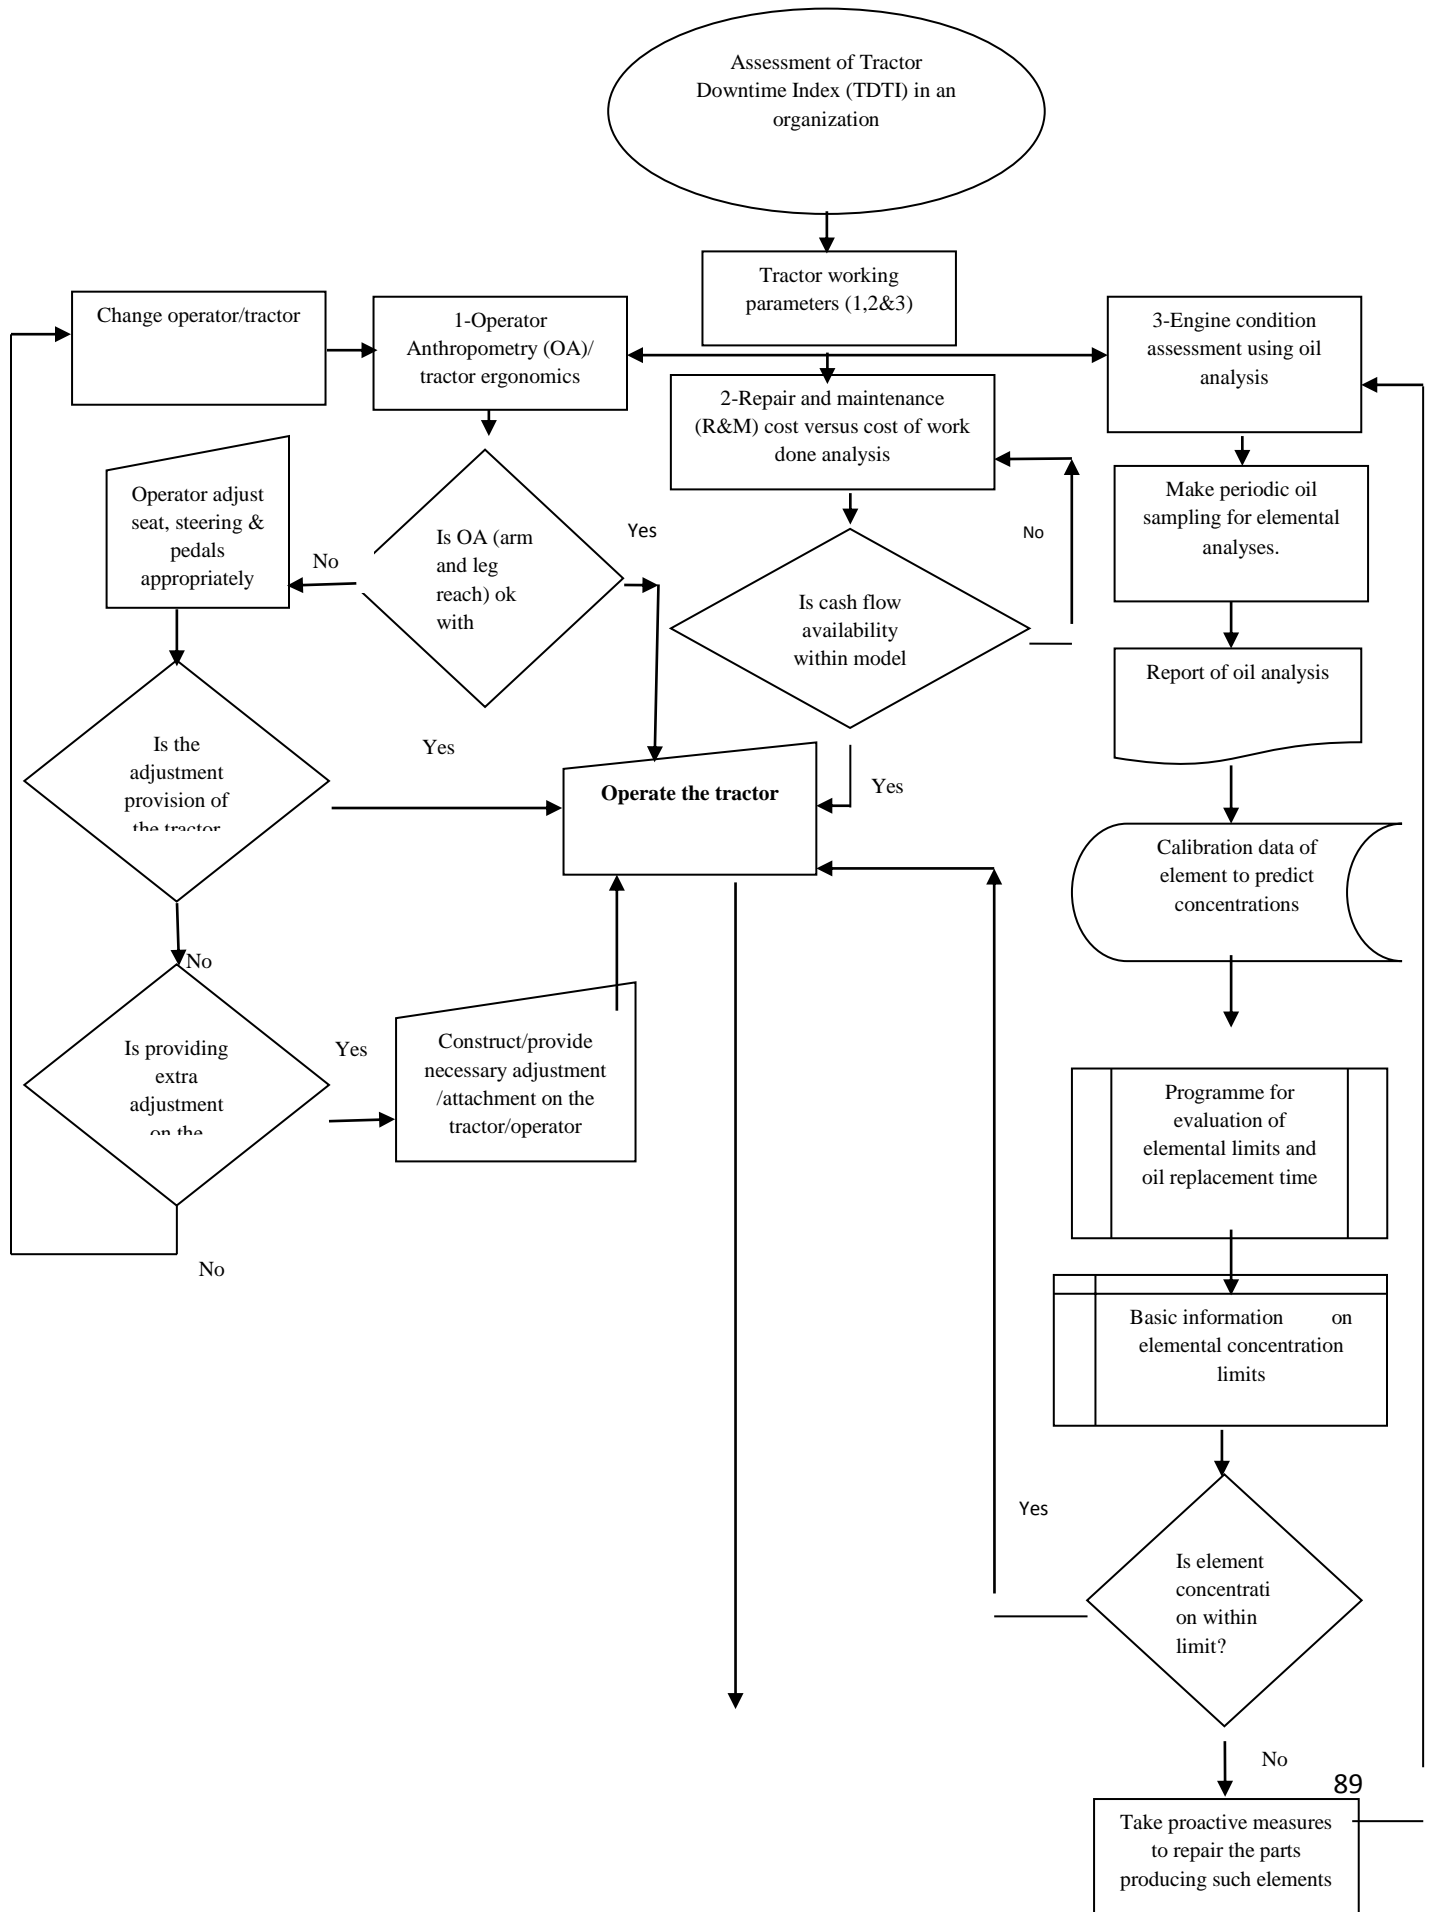 Assessment of Tractor
Downtime Index (TDTI) in an
organization
Tractor working
parameters (1,2&3)
Change operator/tractor
1-Operator
Anthropometry (OA)/
tractor ergonomics
3-Engine condition
assessment using oil
analysis
2-Repair and maintenance
(R&M) cost versus cost of work
done analysis
Operator adjust
seat, steering &
pedals
appropriately
No
Is OA (arm
and leg
reach) ok
with
Yes
No
Is cash flow
availability
within model
Make periodic oil
sampling for elemental
analyses.
Report of oil analysis
Is the
adjustment
provision of
the tractor
Yes
Operate the tractor
Yes
Calibration data of
element to predict
concentrations
No
Is providing
extra
adjustment
on the
Yes
Construct/provide
necessary adjustment
/attachment on the
tractor/operator
No
Programme for
evaluation of
elemental limits and
oil replacement time
Basic information on
elemental concentration
limits
Yes
Is element
concentrati
on within
limit?
No
89
Take proactive measures
to repair the parts
producing such elements